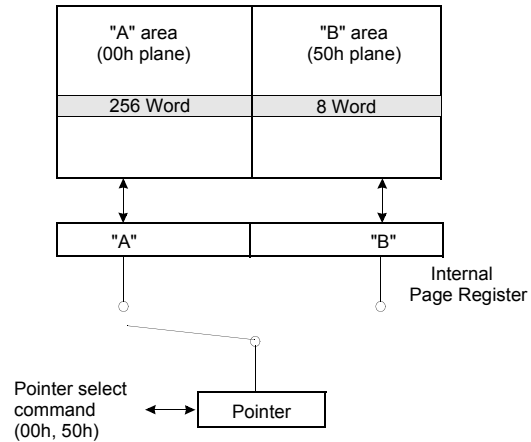 "A" area
(00h plane)
"B" area
(50h plane)
256 Word
8 Word
"A"
"B"
Internal
Page Register
Pointer select
command
(00h, 50h)
Pointer